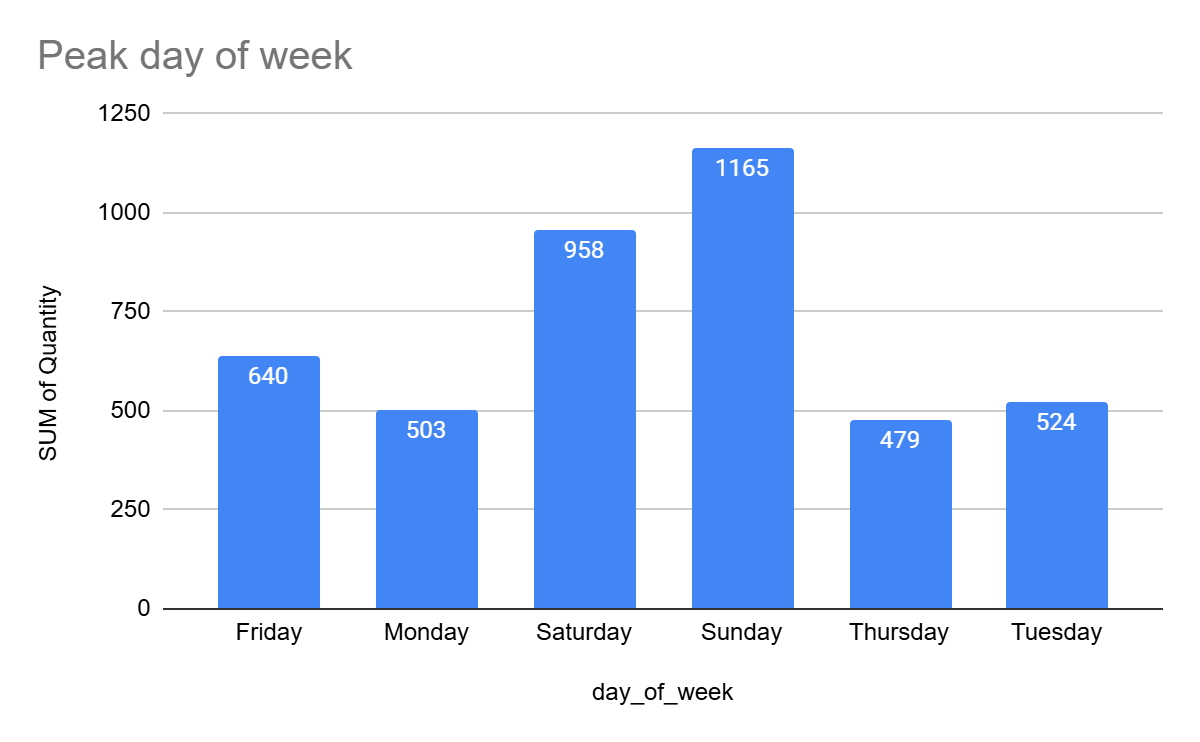 Peak day of week
1250
1000
750
500
250
0
SUM of Quantity
640
503
958
1165
479
524
Friday
Monday
Saturday
Sunday
Thursday
Tuesday
day_of_week